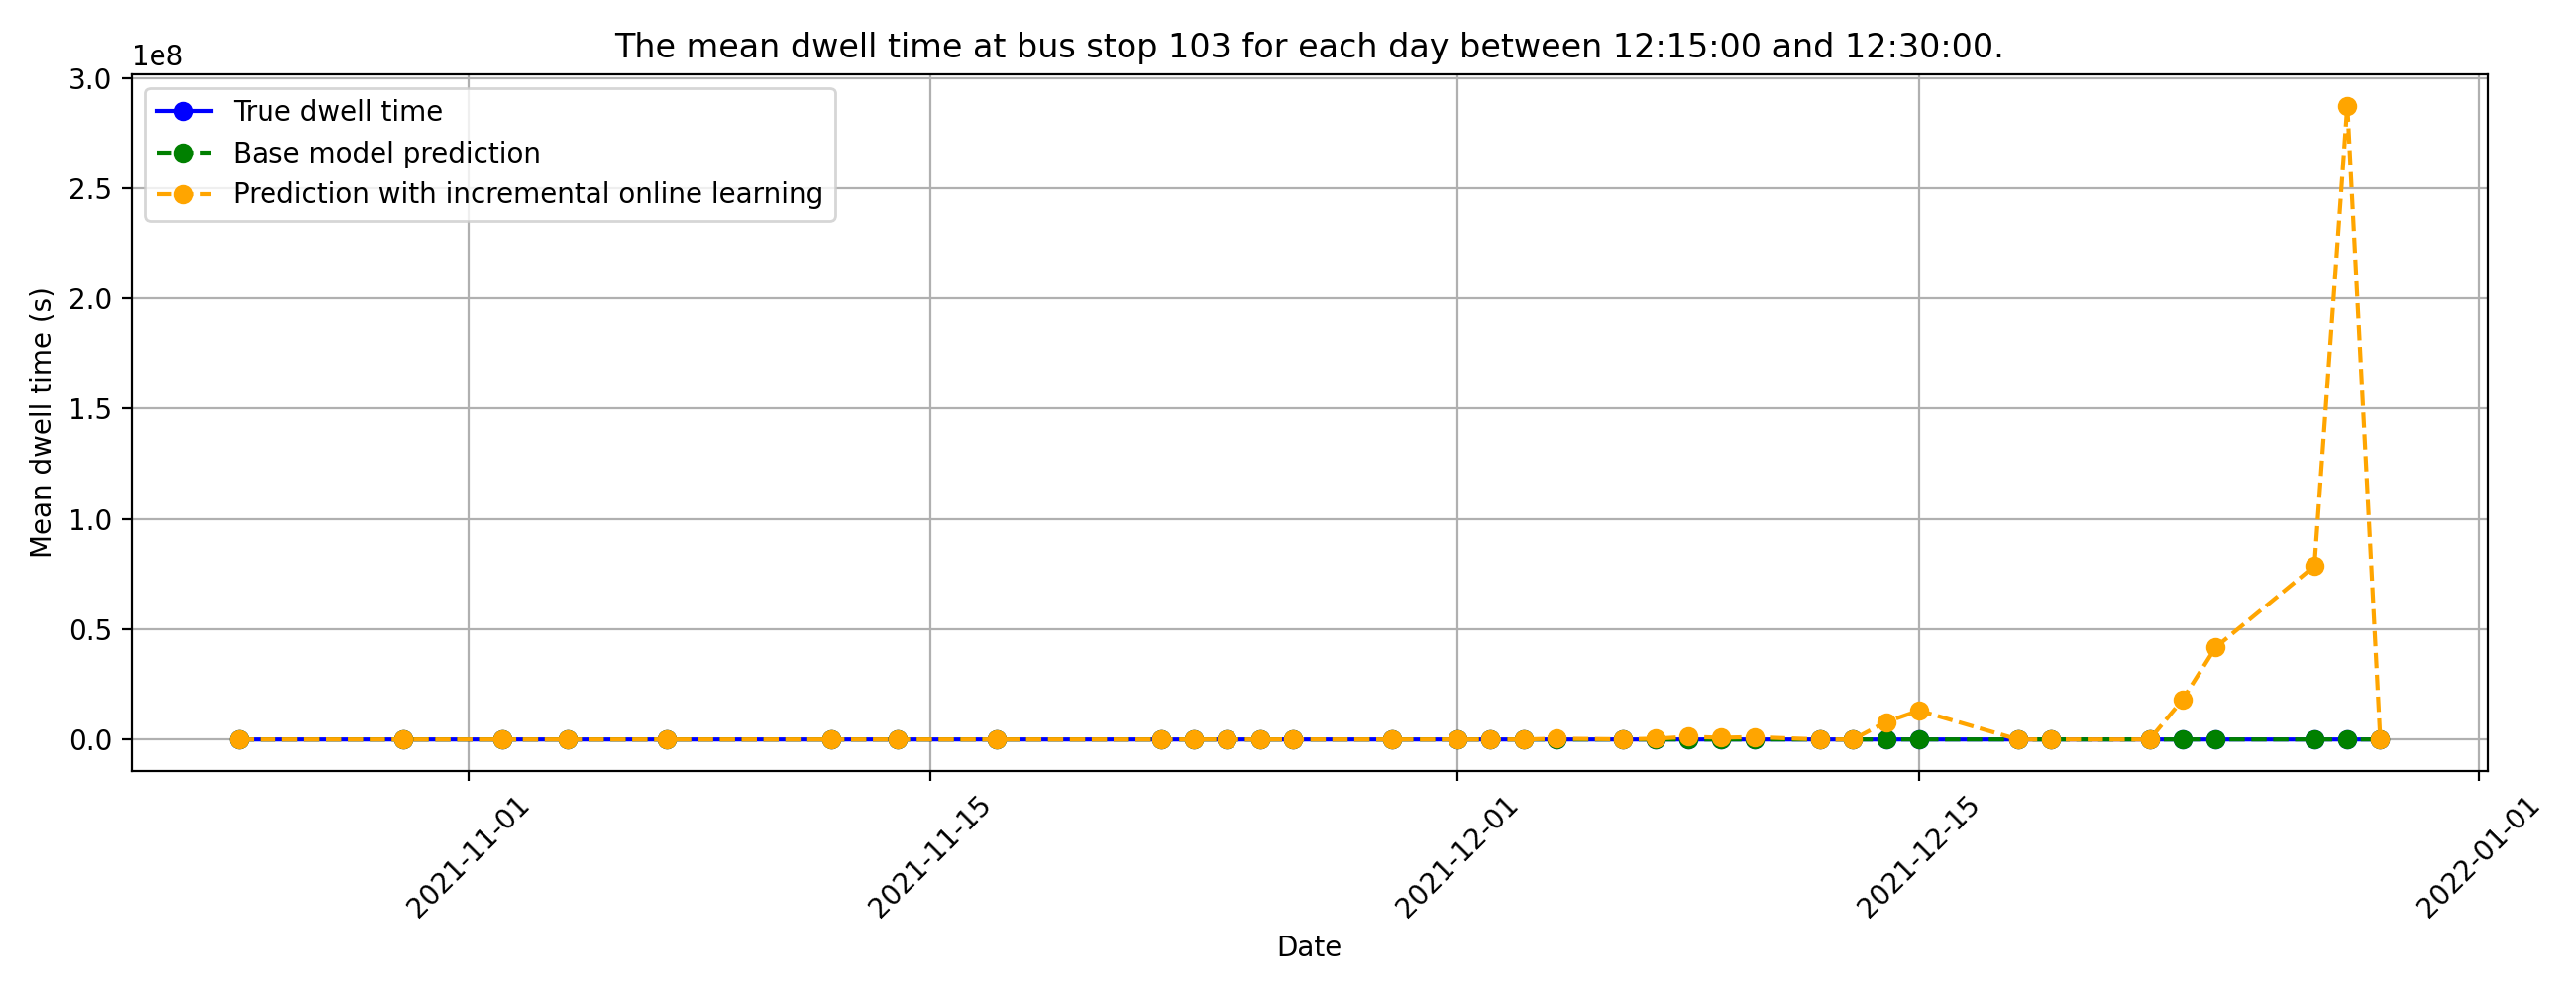 The mean dwell time at bus stop 103 for each day between 12:15:00 and 12:30:00.
1e8
3.0
2.5
2.0
1.5
1.0
0.5
0.0
Mean dwell time (s)
True dwell time
Base model prediction
Prediction with incremental online learning
2021-11-01
2021-11-15
2021-12-01
2021-12-15
2022-01-01
Date